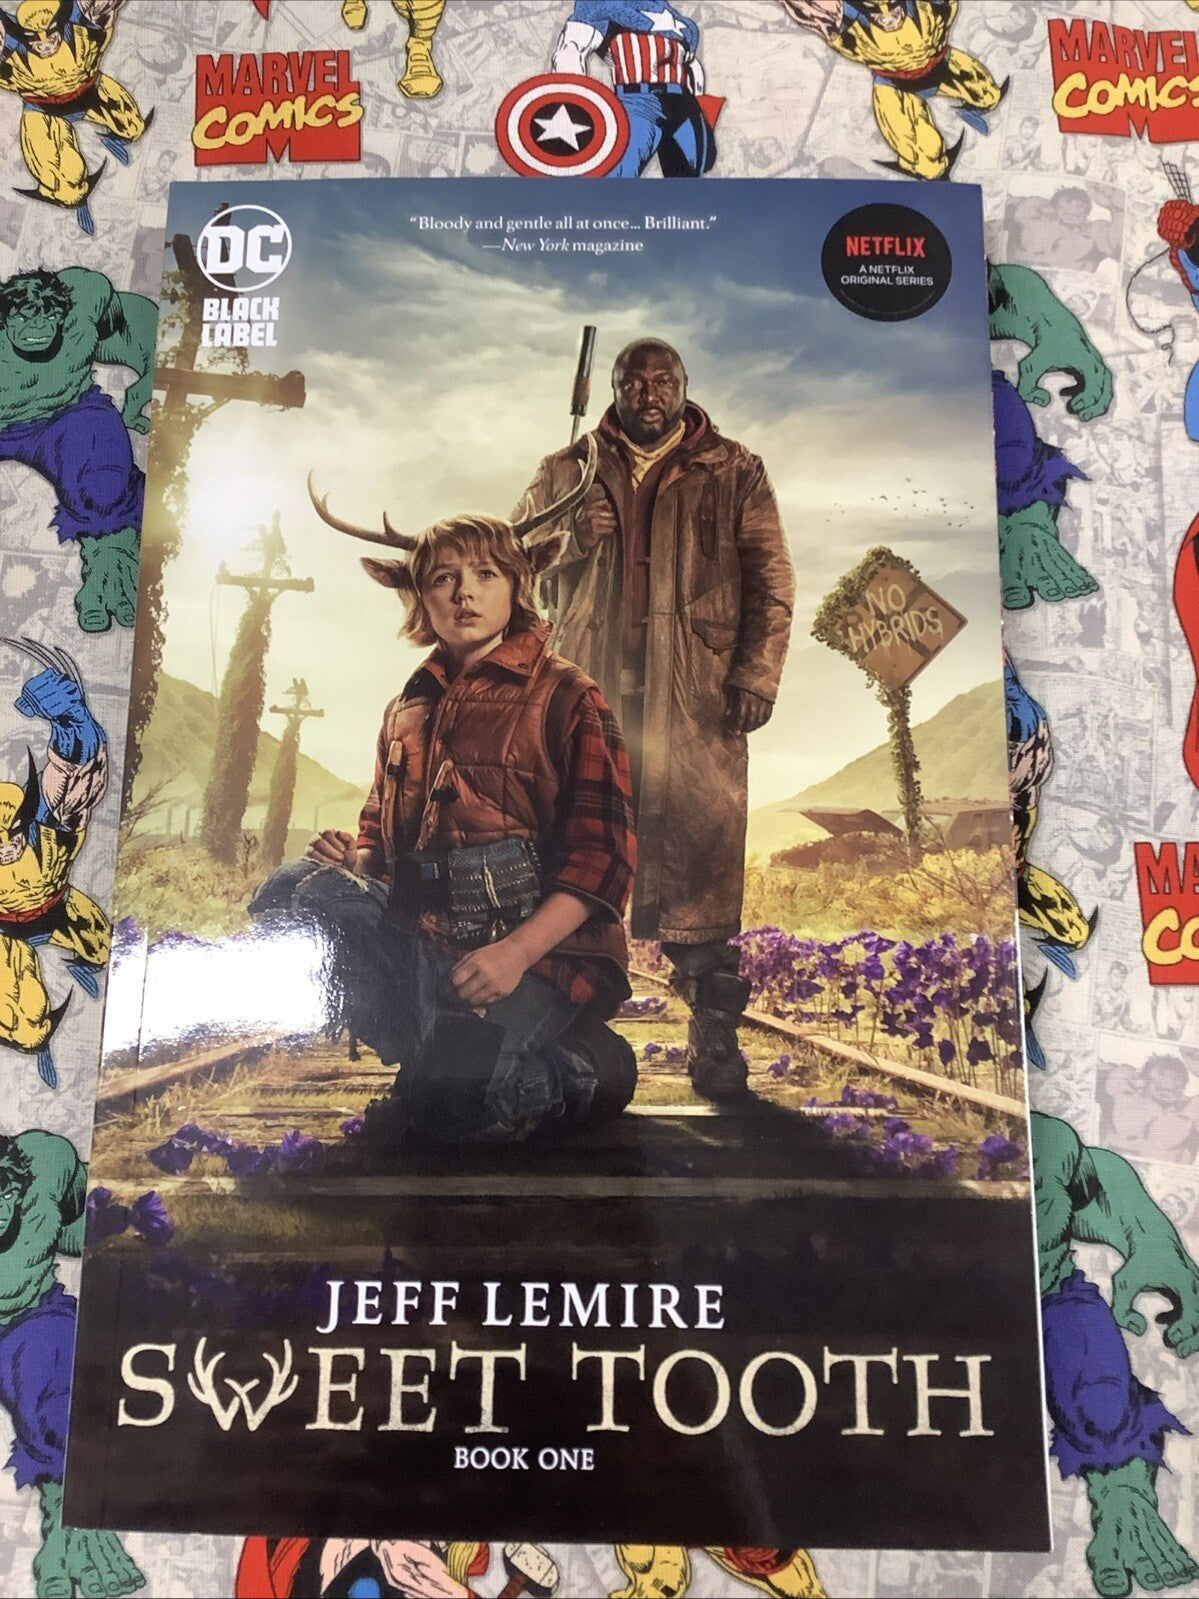 MARVEL
COMICS
MARVEL
COMICS
DC
BLACK
LABEL
“Bloody and gentle all at once... Brilliant.”
—New York magazine
NETFLIX
A NETFLIX
ORIGINAL SERIES
NO
HYBRIDS
JEFF LEMIRE
SWEET TOOTH
BOOK ONE